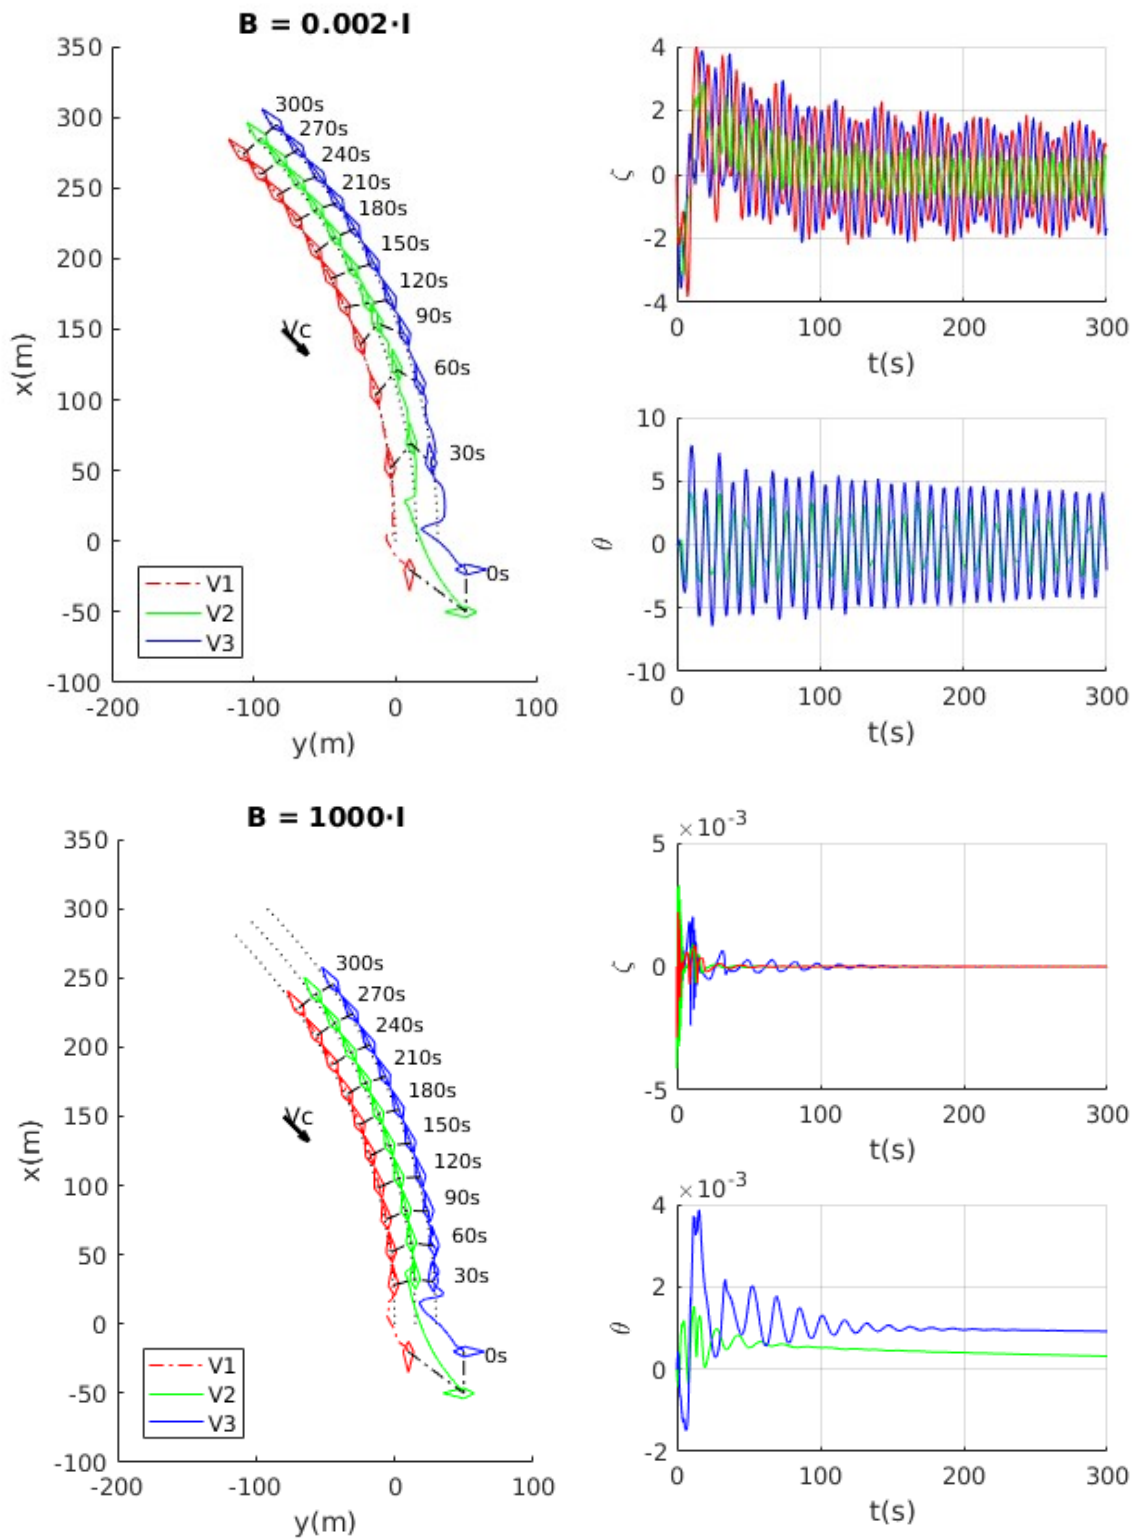 B = 0.002·I
350
300
250
200
150
100
50
0
-50
-100
x(m)
300s
270s
240s
210s
180s
150s
120s
90s
60s
30s
0s
Vc
V1
V2
V3
-200
-100
0
100
y(m)
4
2
0
-2
-4
ζ
0
100
200
300
t(s)
10
5
0
-5
-10
θ
0
100
200
300
t(s)
B = 1000·I
350
300
250
200
150
100
50
0
-50
-100
x(m)
300s
270s
240s
210s
180s
150s
120s
90s
60s
30s
0s
Vc
V1
V2
V3
-200
-100
0
100
y(m)
×10⁻³
5
0
-5
ζ
0
100
200
300
t(s)
×10⁻³
4
2
0
-2
θ
0
100
200
300
t(s)